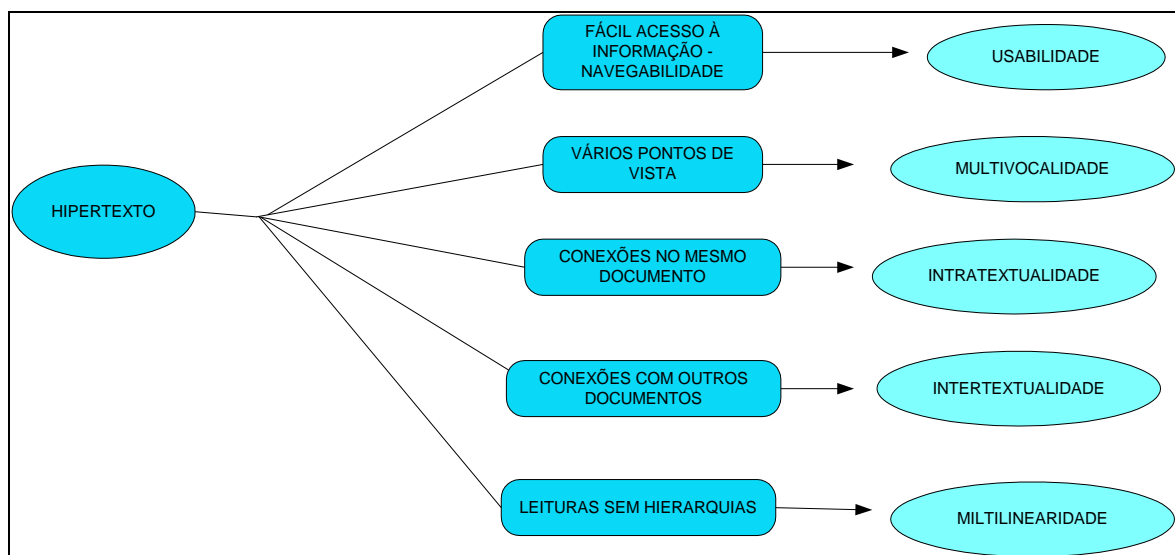 FÁCIL ACESSO À
INFORMAÇÃO -
NAVEGABILIDADE
USABILIDADE
VÁRIOS PONTOS DE
VISTA
MULTIVOCALIDADE
HIPERTEXTO
CONEXÕES NO MESMO
DOCUMENTO
INTRATEXTUALIDADE
CONEXÕES COM OUTROS
DOCUMENTOS
INTERTEXTUALIDADE
LEITURAS SEM HIERARQUIAS
MILTILINEARIDADE